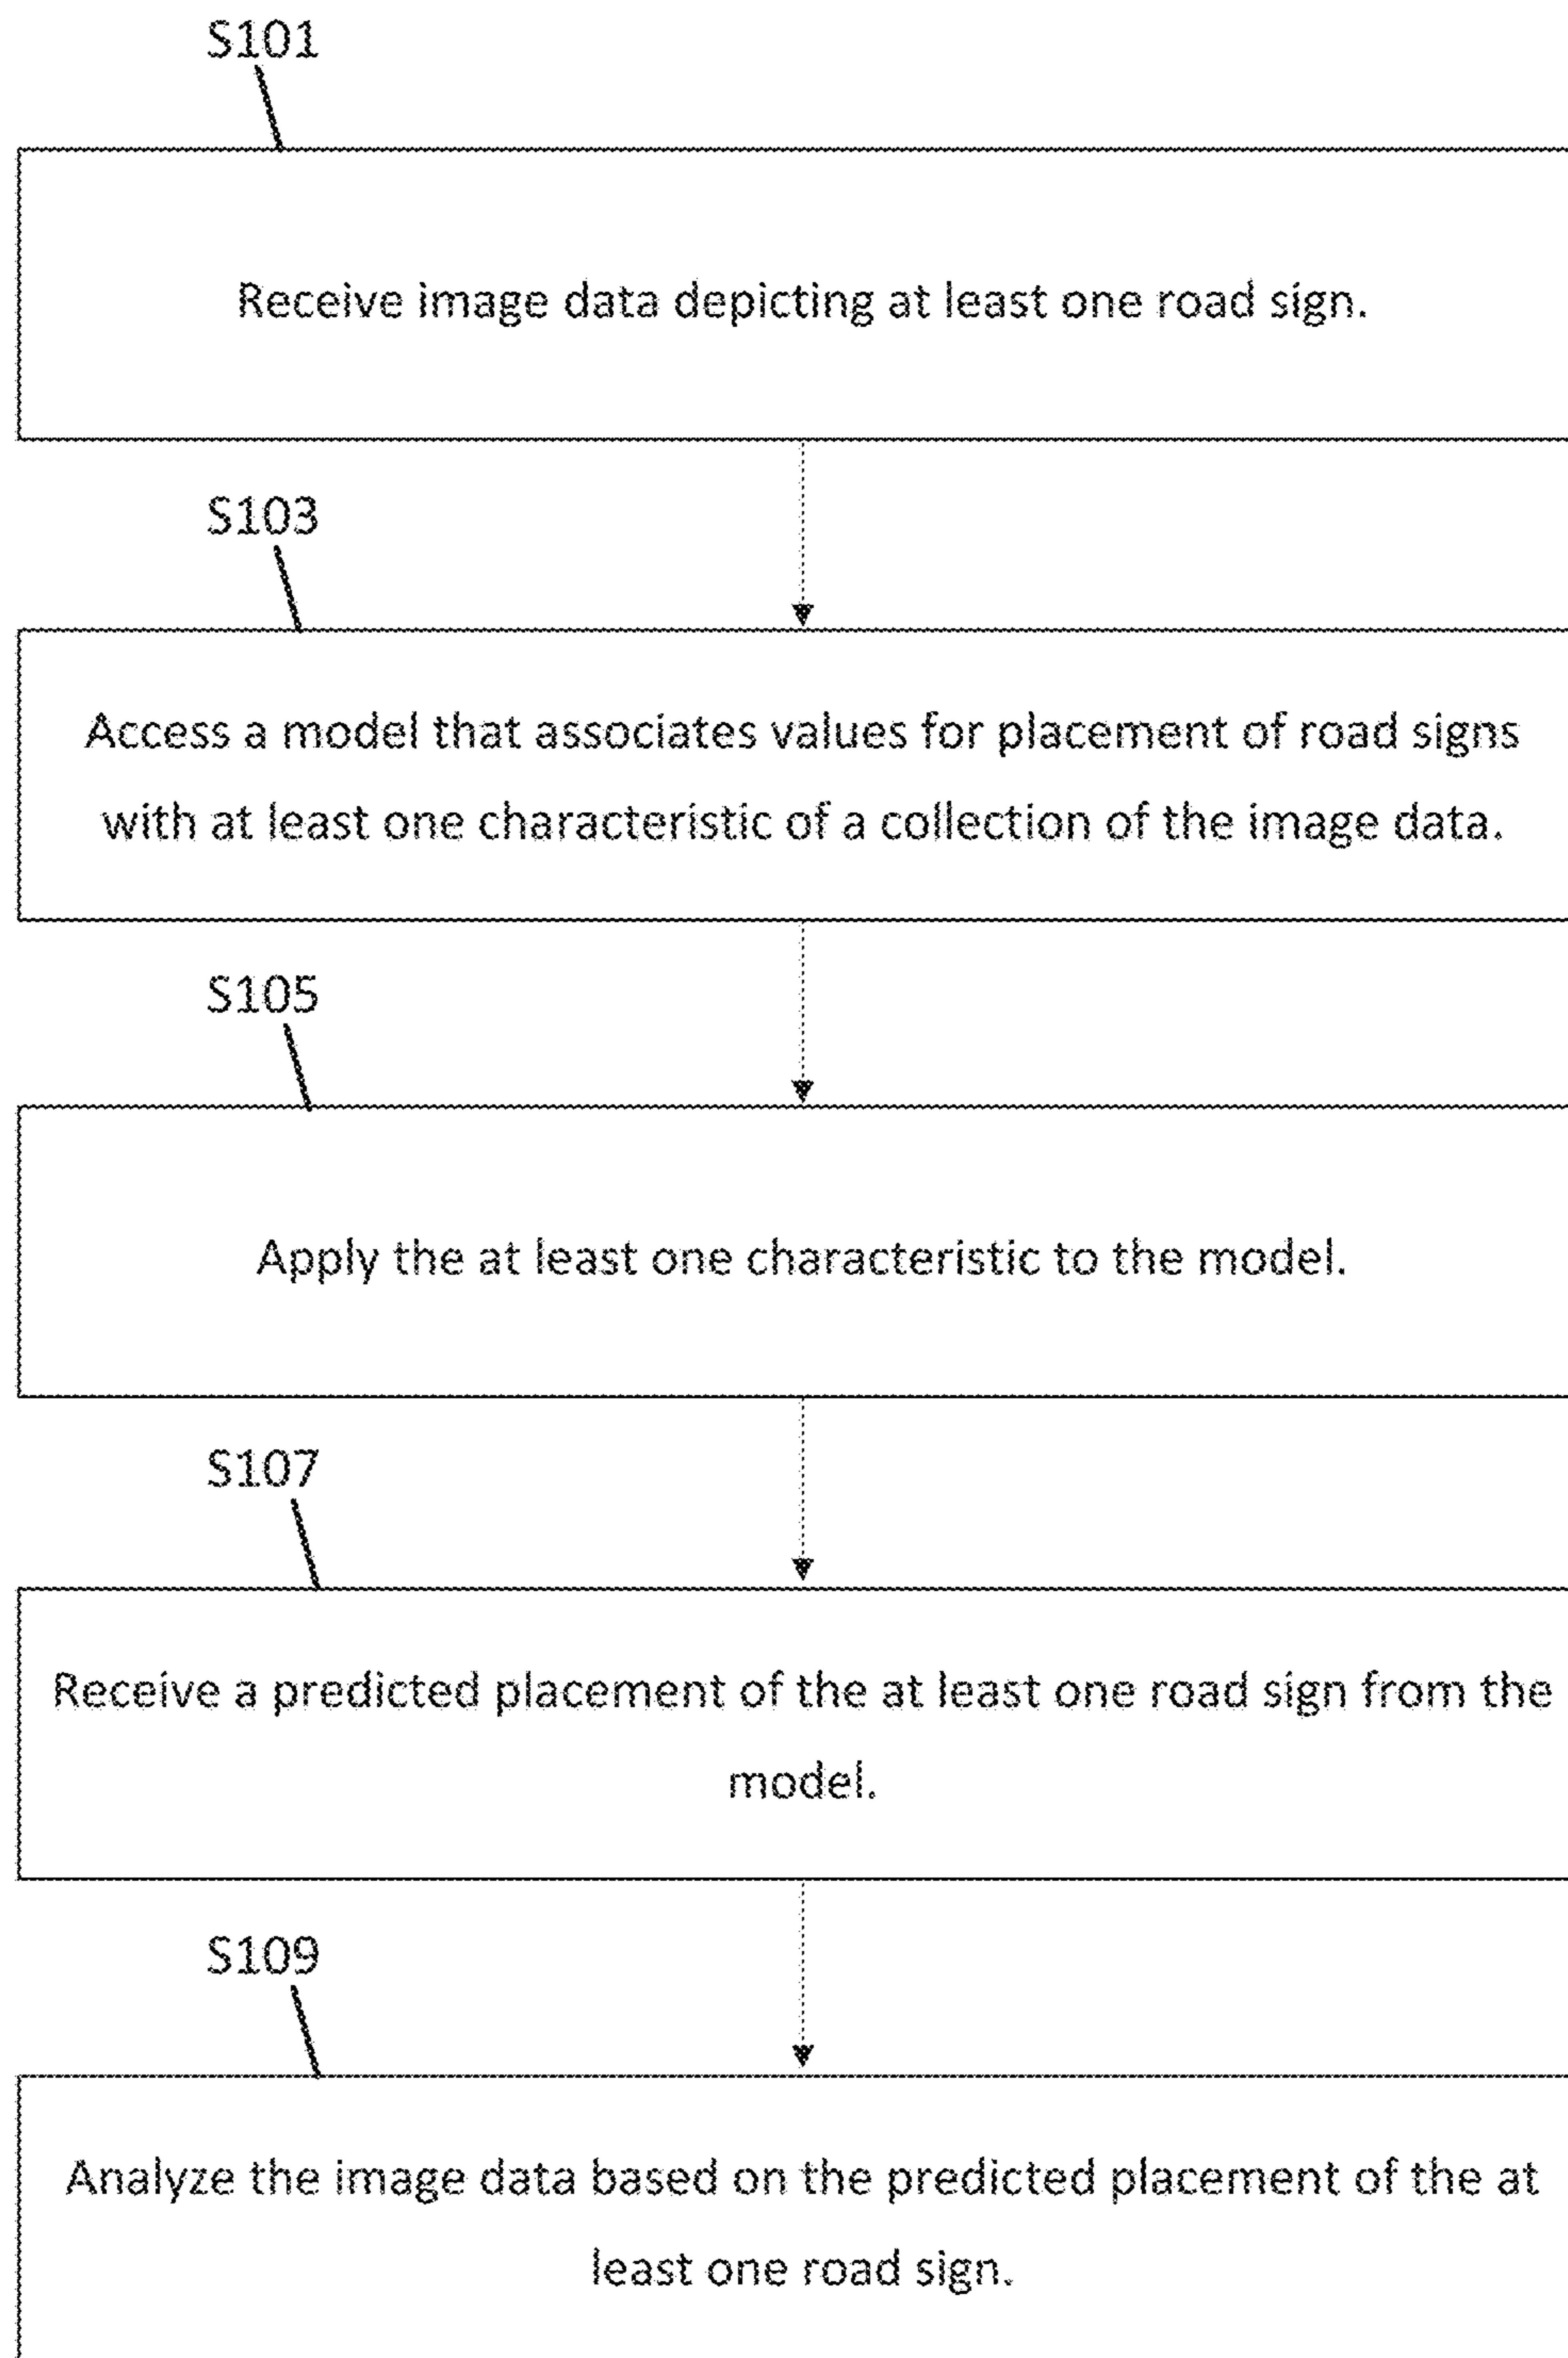 S101
Receive image data depicting at least one road sign.
S103
Access a model that associates values for placement of road signs
with at least one characteristic of a collection of the image data.
S105
Apply the at least one characteristic to the model.
S107
Receive a predicted placement of the at least one road sign from the
model.
S109
Analyze the image data based on the predicted placement of the at
least one road sign.